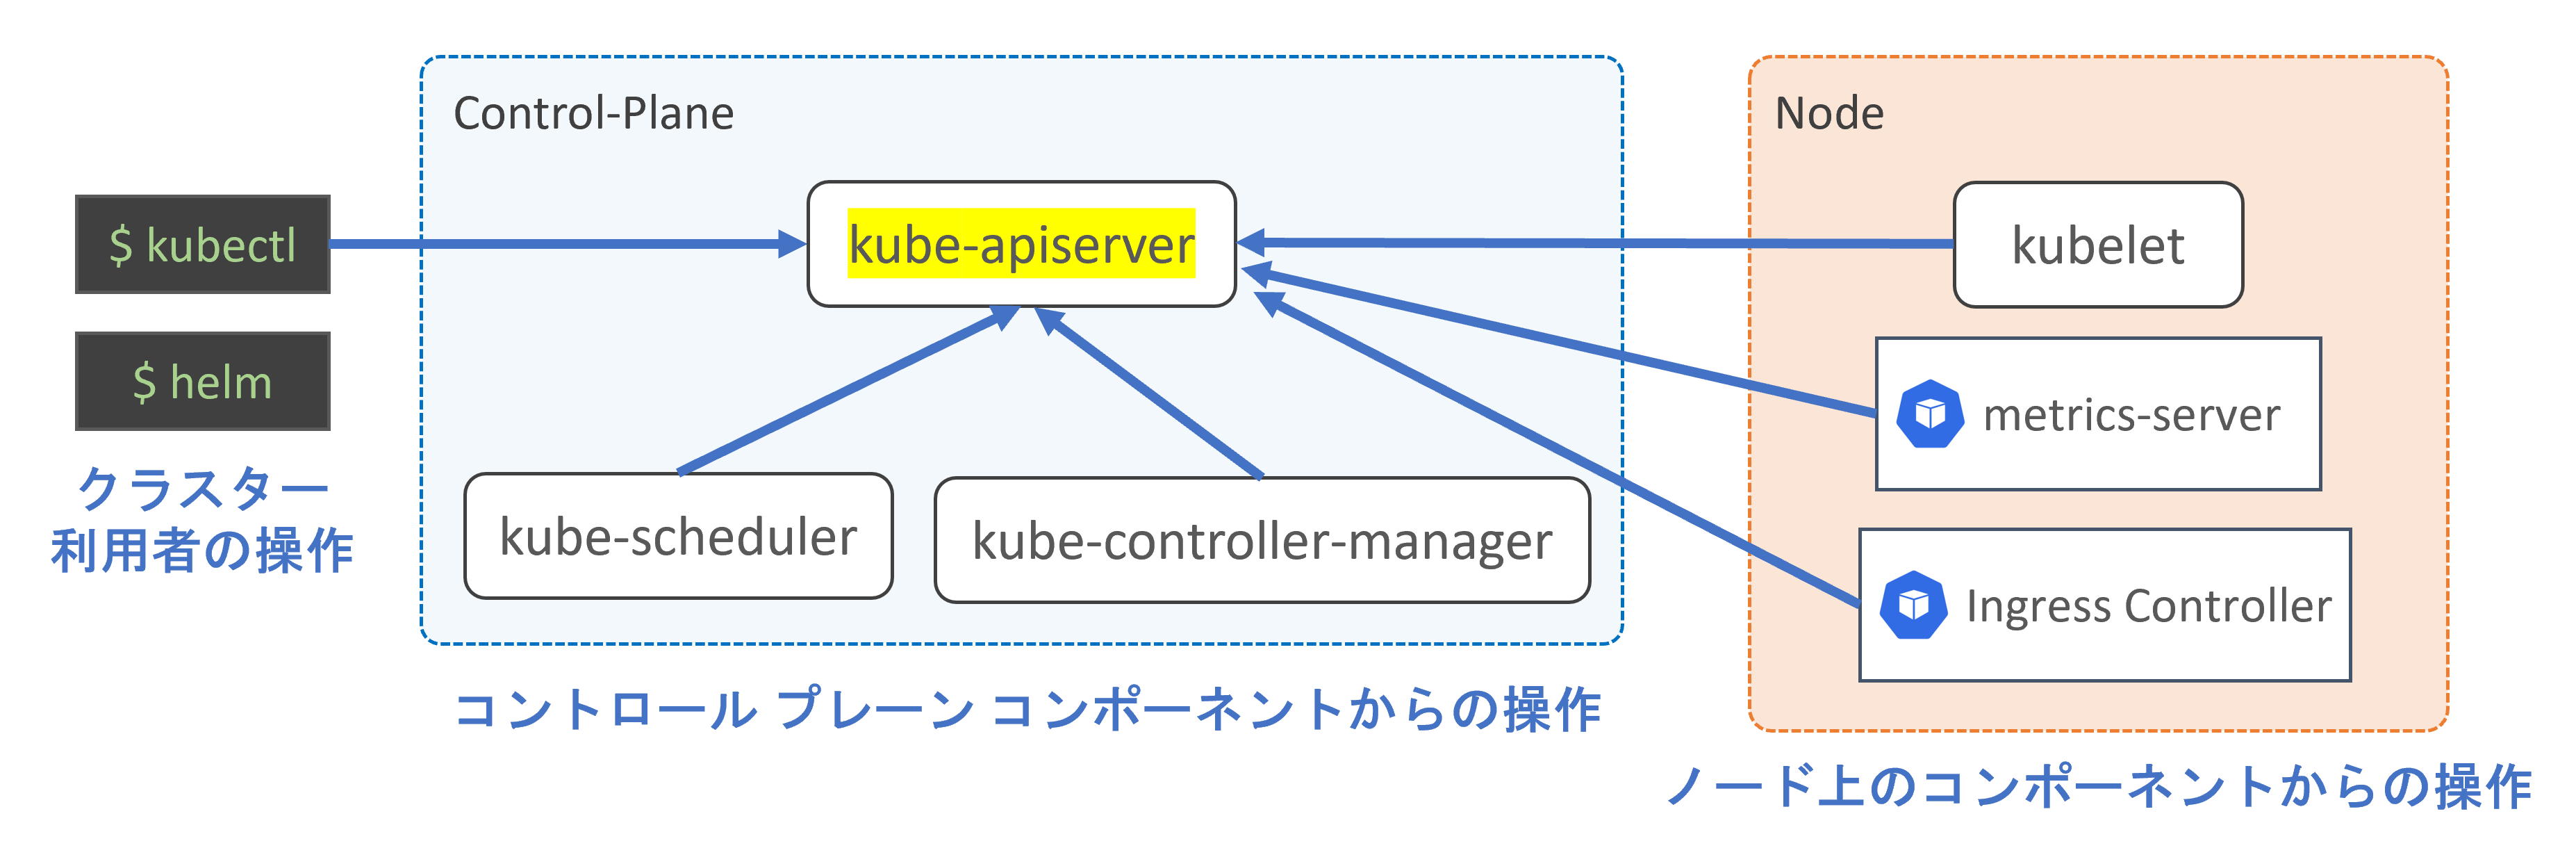 Control-Plane
Node
$ kubectl
kube-apiserver
kubelet
$ helm
metrics-server
クラスター
利用者の操作
kube-scheduler
kube-controller-manager
Ingress Controller
コントロール プレーン コンポーネントからの操作
ノード上のコンポーネントからの操作